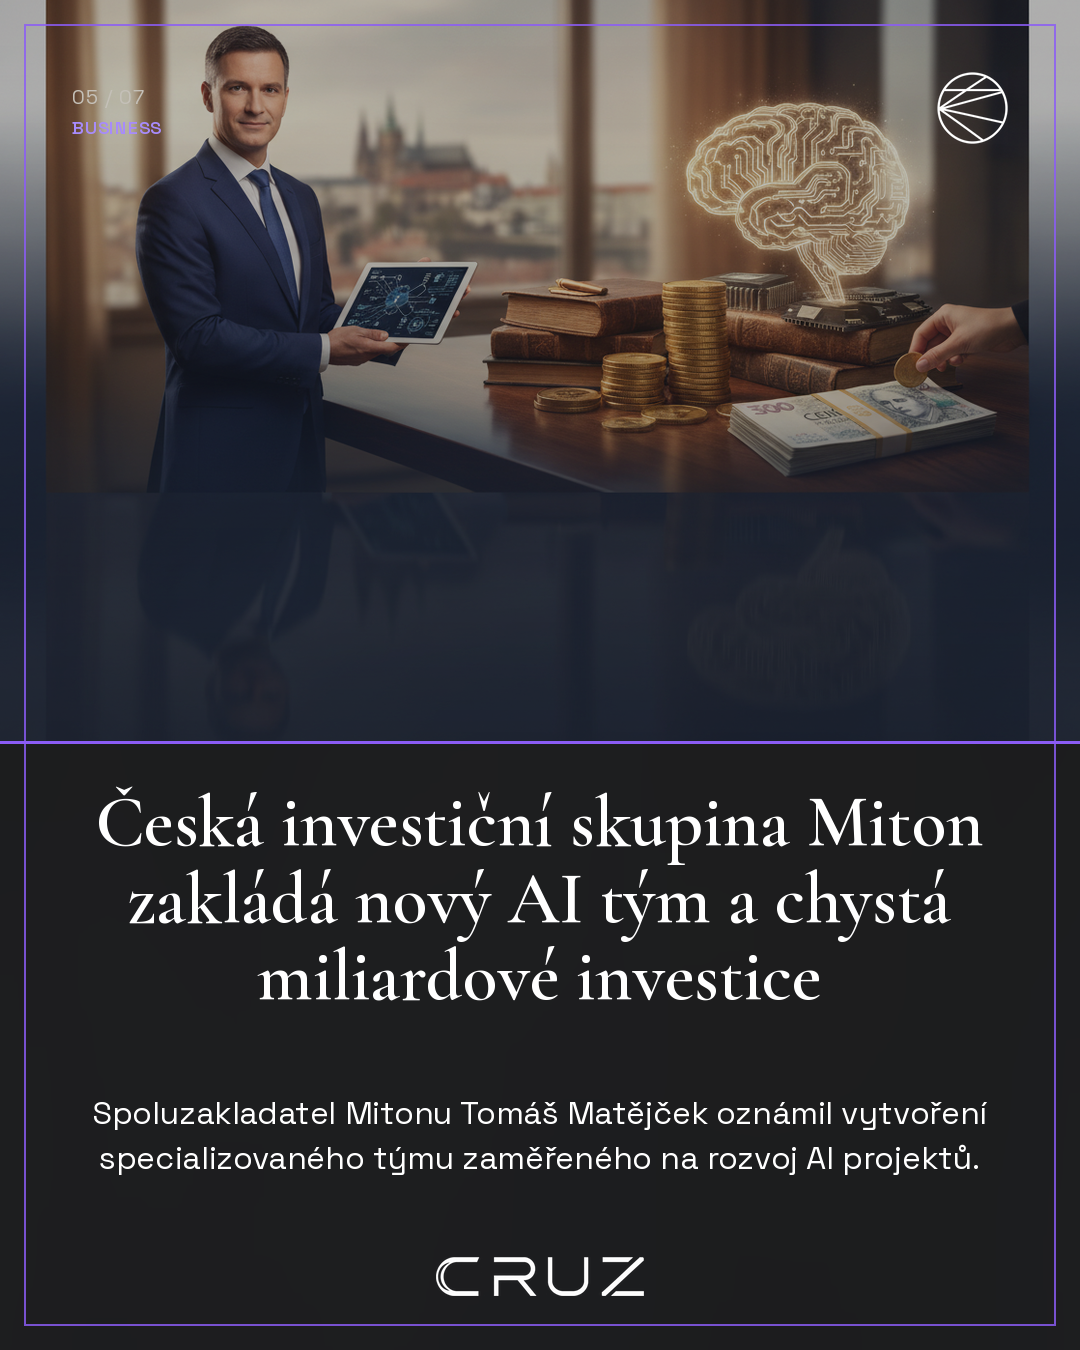 05 / 07
BUSINESS
300
Česká investiční skupina Miton
zakládá nový AI tým a chystá
miliardové investice
Spoluzakladatel Mitonu Tomáš Matějček oznámil vytvoření
specializovaného týmu zaměřeného na rozvoj AI projektů.
CRUZ